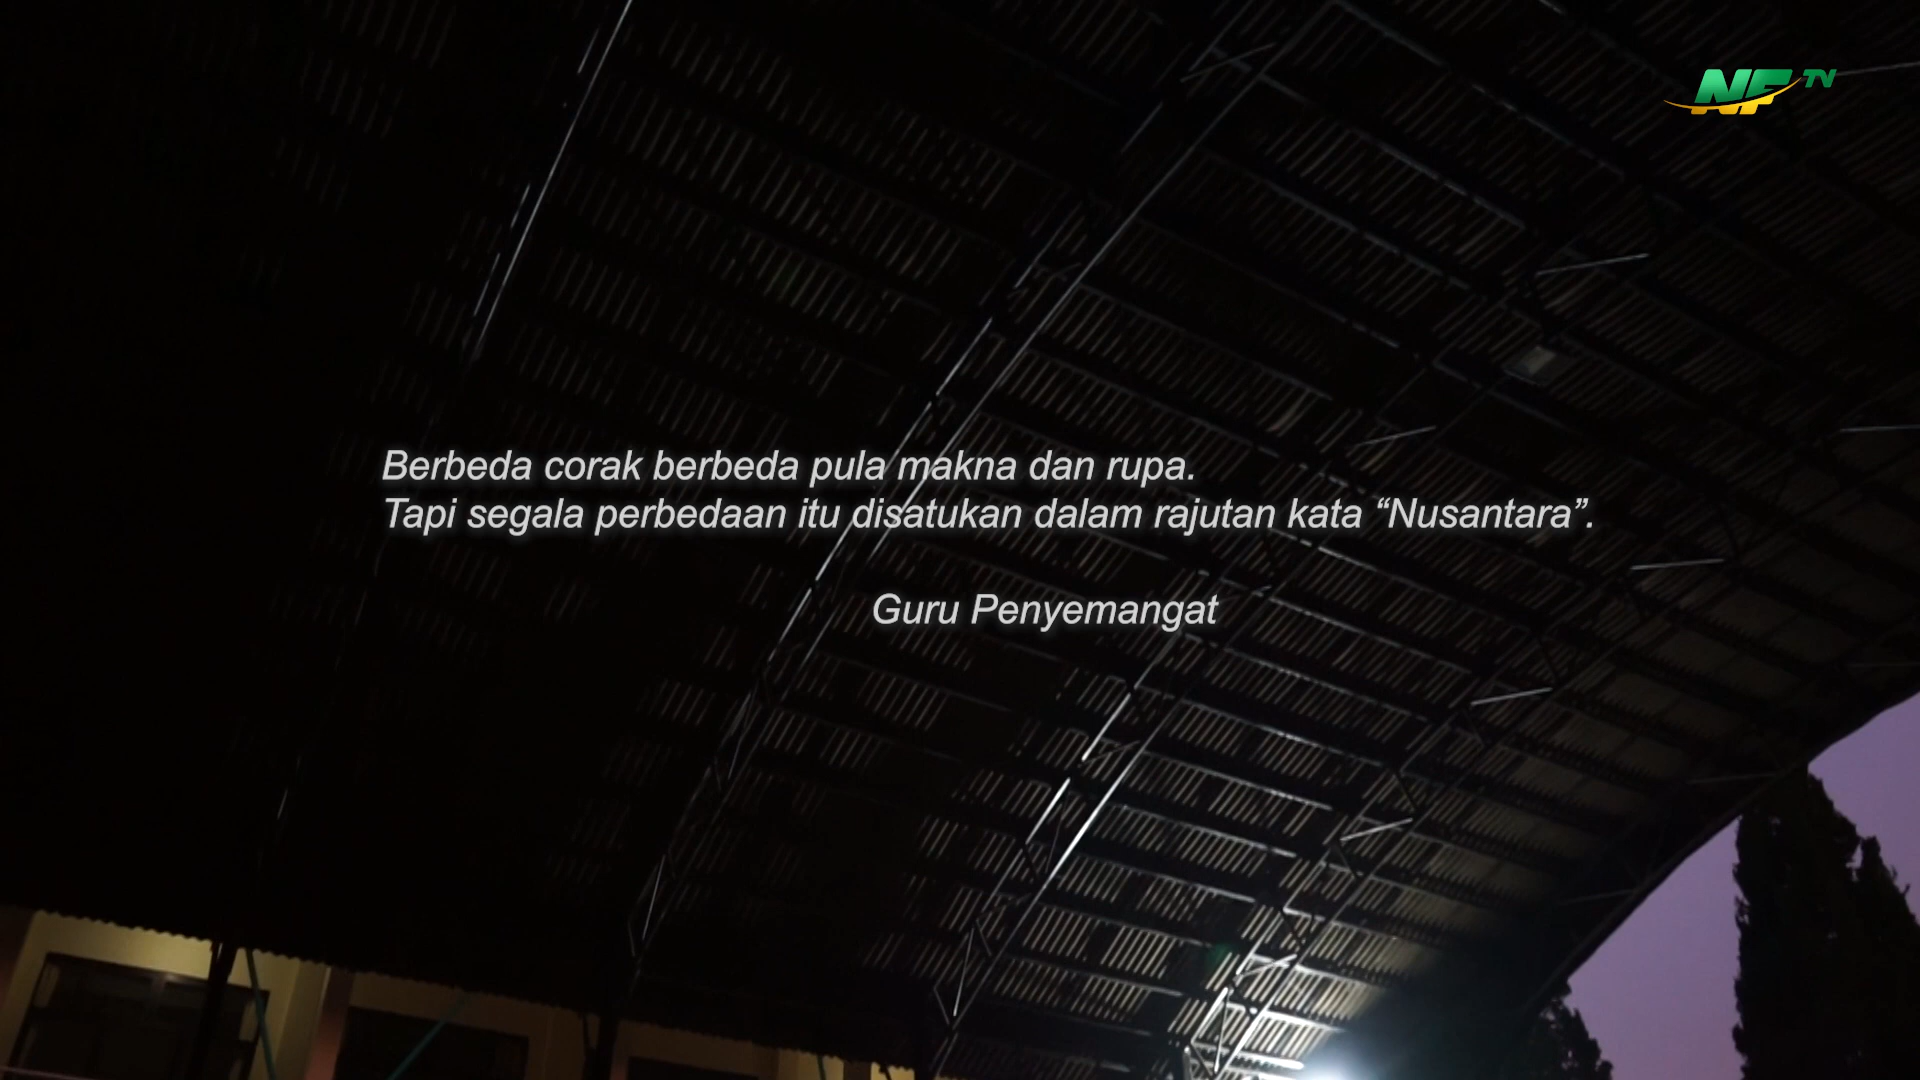 NF TV
Berbeda corak berbeda pula makna dan rupa.
Tapi segala perbedaan itu disatukan dalam rajutan kata “Nusantara”.
Guru Penyemangat